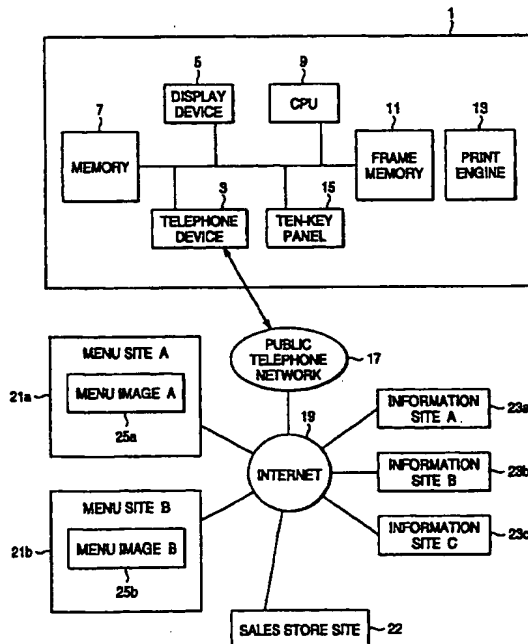 1
5
DISPLAY
DEVICE
9
CPU
7
MEMORY
11
FRAME
MEMORY
13
PRINT
ENGINE
3
TELEPHONE
DEVICE
15
TEN-KEY
PANEL
PUBLIC
TELEPHONE
NETWORK
17
MENU SITE A
21a
MENU IMAGE A
25a
19
INTERNET
INFORMATION
SITE A
23a
INFORMATION
SITE B
23b
INFORMATION
SITE C
23c
MENU SITE B
21b
MENU IMAGE B
25b
SALES STORE SITE
22